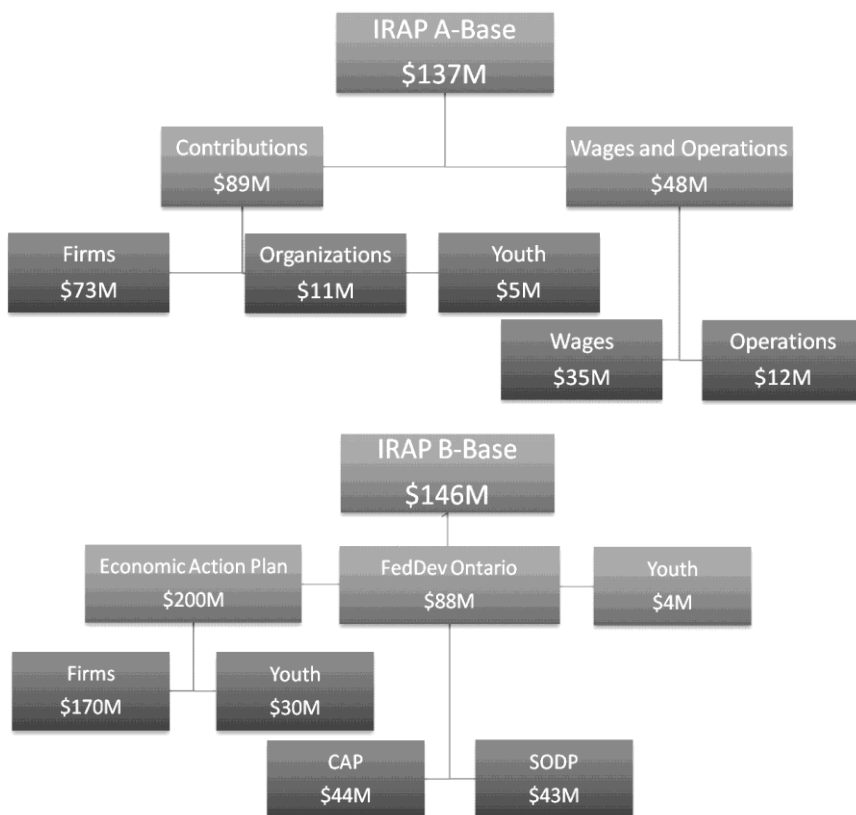 IRAP A-Base
$137M
Contributions
$89M
Wages and Operations
$48M
Firms
$73M
Organizations
$11M
Youth
$5M
Wages
$35M
Operations
$12M
IRAP B-Base
$146M
Economic Action Plan
$200M
FedDev Ontario
$88M
Youth
$4M
Firms
$170M
Youth
$30M
CAP
$44M
SODP
$43M